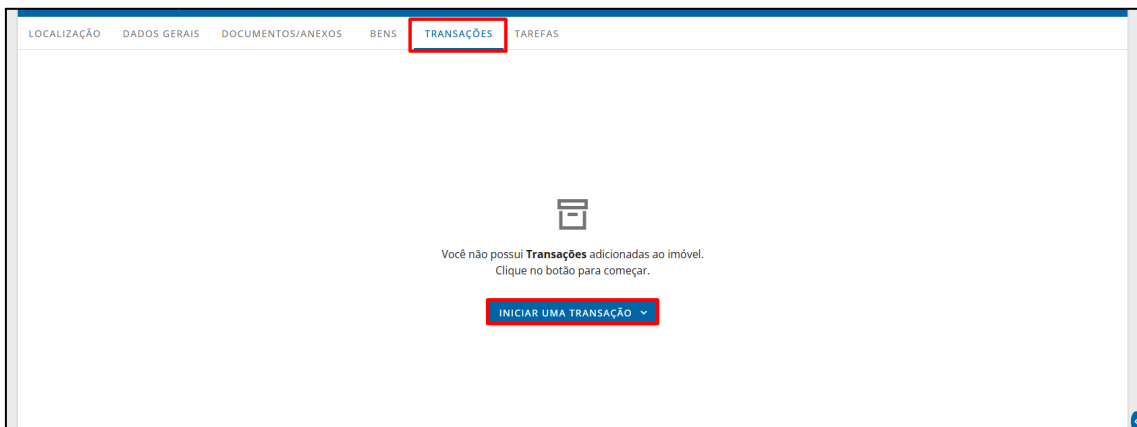 LOCALIZAÇÃO DADOS GERAIS DOCUMENTOS/ANEXOS BENS TRANSAÇÕES TAREFAS
Você não possui Transações adicionadas ao imóvel.
Clique no botão para começar.
INICIAR UMA TRANSAÇÃO